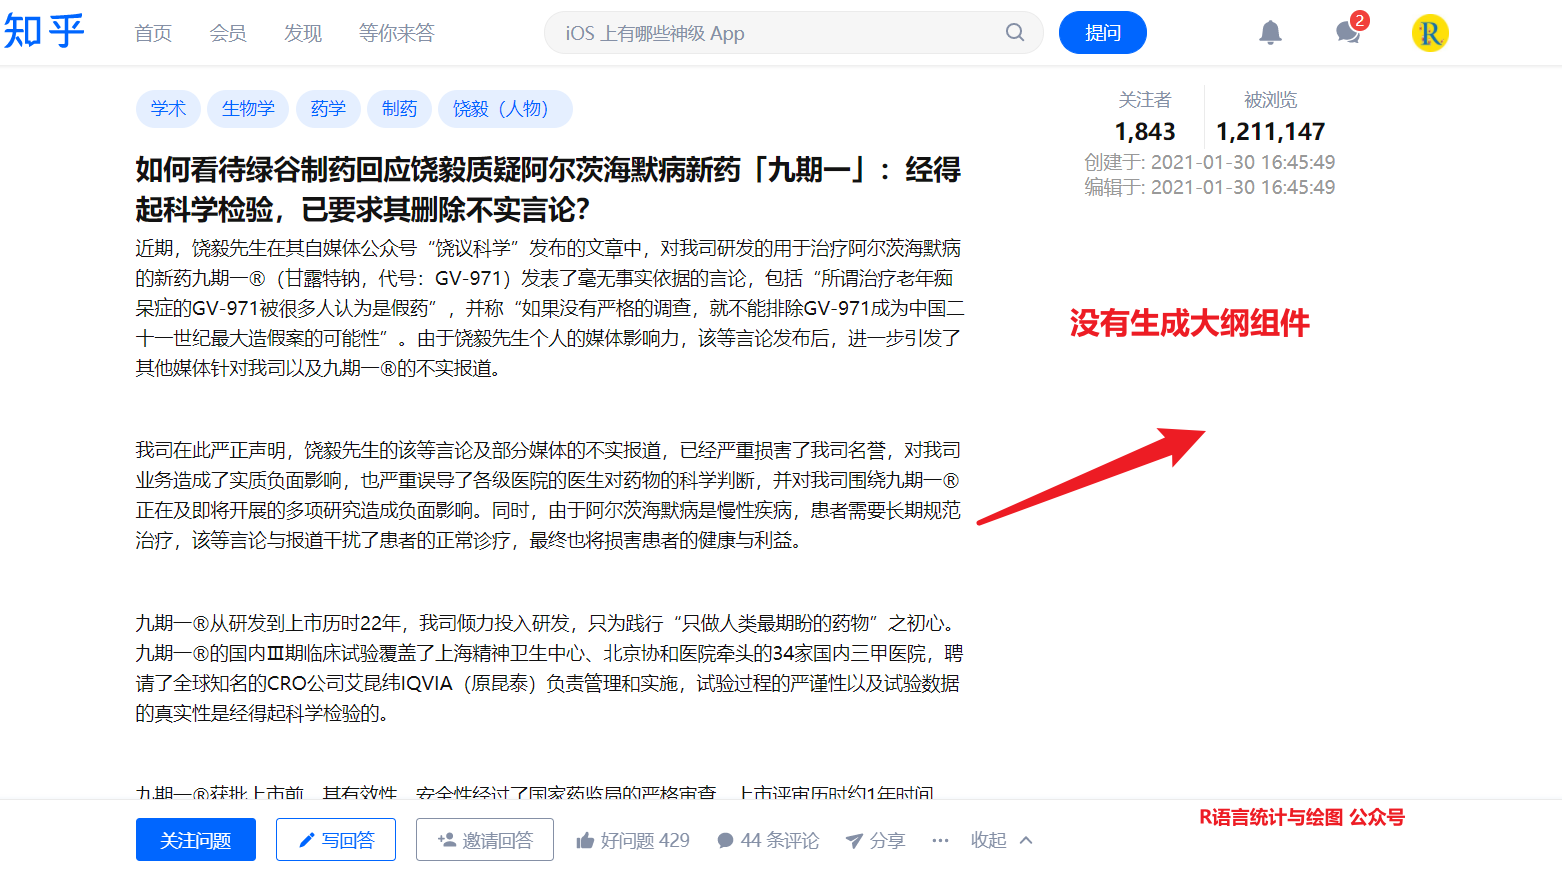 知乎
首页 会员 发现 等你来答
iOS 上有哪些神级 App
提问
2
R
学术 生物学 药学 制药 饶毅（人物）
关注者 被浏览
1,843 1,211,147
创建于: 2021-01-30 16:45:49
编辑于: 2021-01-30 16:45:49
如何看待绿谷制药回应饶毅质疑阿尔茨海默病新药「九期一」：经得
起科学检验，已要求其删除不实言论？
近期，饶毅先生在其自媒体公众号“饶议科学”发布的文章中，对我司研发的用于治疗阿尔茨海默病
的新药九期一®（甘露特钠，代号：GV-971）发表了毫无事实依据的言论，包括“所谓治疗老年痴
呆症的GV-971被很多人认为是假药”，并称“如果没有严格的调查，就不能排除GV-971成为中国二
十一世纪最大造假案的可能性”。由于饶毅先生个人的媒体影响力，该等言论发布后，进一步引发了
其他媒体针对我司以及九期一®的不实报道。
没有生成大纲组件
我司在此严正声明，饶毅先生的该等言论及部分媒体的不实报道，已经严重损害了我司名誉，对我司
业务造成了实质负面影响，也严重误导了各级医院的医生对药物的科学判断，并对我司围绕九期一®
正在及即将开展的多项研究造成负面影响。同时，由于阿尔茨海默病是慢性疾病，患者需要长期规范
治疗，该等言论与报道干扰了患者的正常诊疗，最终也将损害患者的健康与利益。
九期一®从研发到上市历时22年，我司倾力投入研发，只为践行“只做人类最期盼的药物”之初心。
九期一®的国内Ⅲ期临床试验覆盖了上海精神卫生中心、北京协和医院牵头的34家国内三甲医院，聘
请了全球知名的CRO公司艾昆纬IQVIA（原昆泰）负责管理和实施，试验过程的严谨性以及试验数据
的真实性是经得起科学检验的。
九期一®获批上市前，其有效性、安全性经过了国家药监局的严格审查，上市评审历时约1年时间
R语言统计与绘图 公众号
关注问题 写回答 邀请回答 好问题 429 44 条评论 分享 ··· 收起